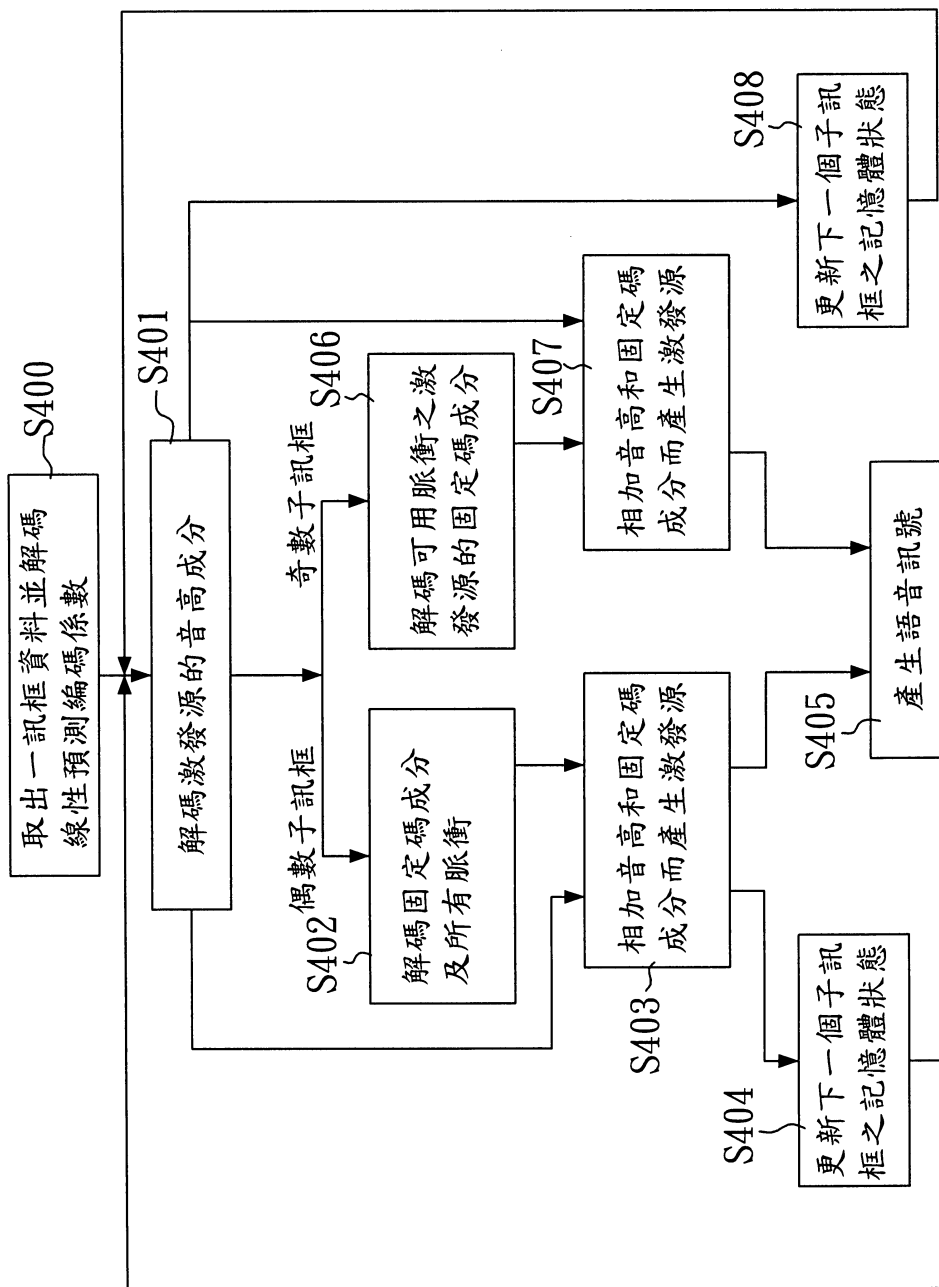 S400
取出一訊框資料並解碼
線性預測編碼係數
S401
解碼激發源的音高成分
偶數子訊框
奇數子訊框
S402
解碼固定碼成分
及所有脈衝
S406
解碼可用脈衝之激
發源的固定碼成分
S403
相加音高和固定碼
成分而產生激發源
S407
相加音高和固定碼
成分而產生激發源
S404
更新下一個子訊
框之記憶體狀態
S405
產生語音訊號
S408
更新下一個子訊
框之記憶體狀態